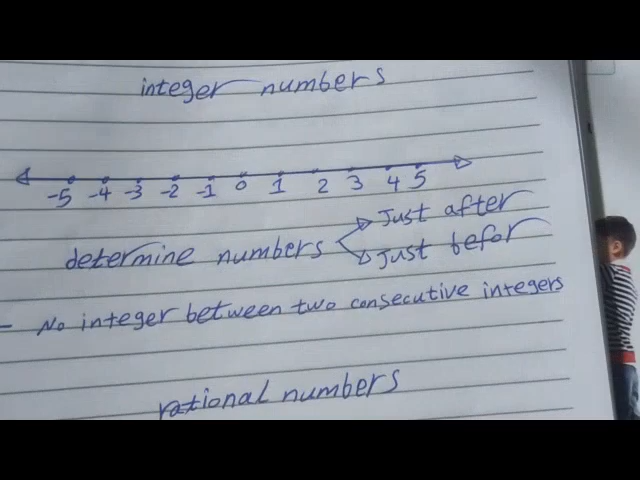 integer numbers
-5 -4 -3 -2 -1 0 1 2 3 4 5
determine numbers Just after
Just befor
- No integer between two consecutive integers
rational numbers